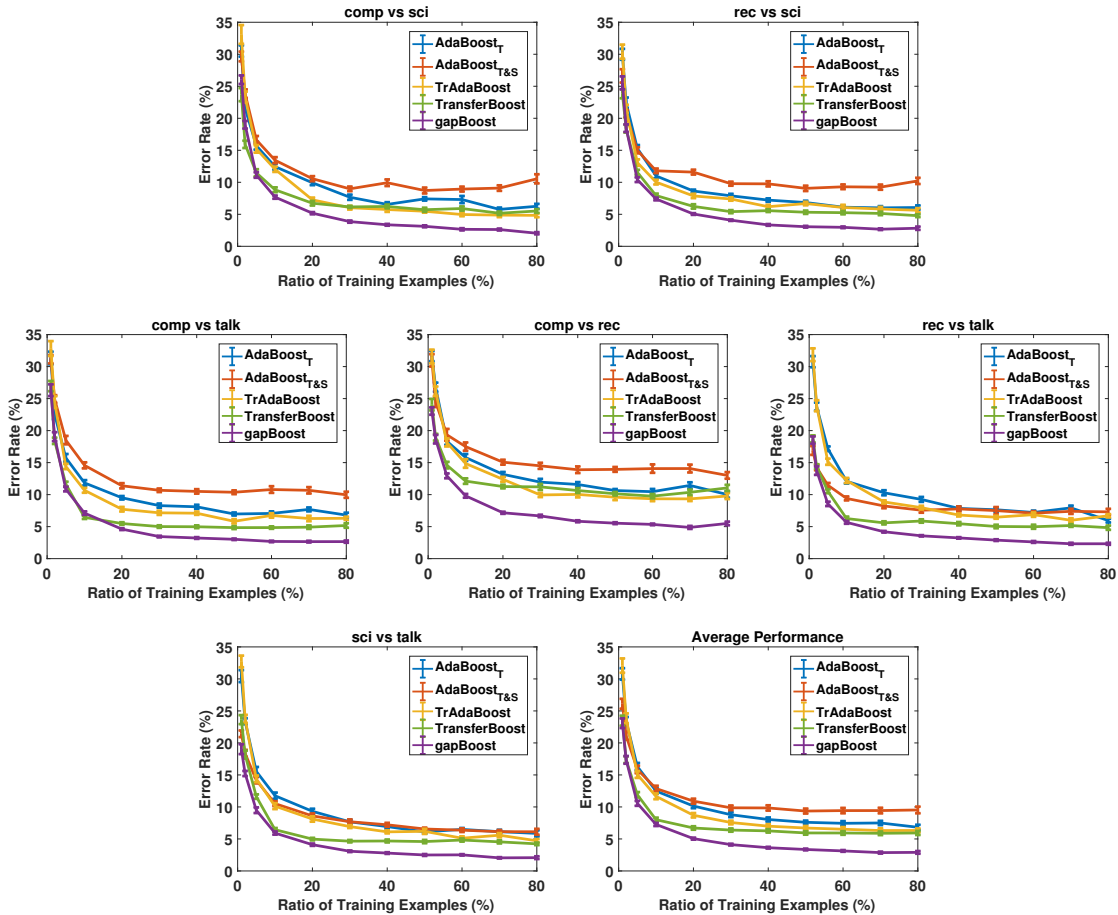 comp vs sci
35
30
25
20
15
10
5
0
Error Rate (%)
AdaBoost_T
AdaBoost_T&S
TrAdaBoost
TransferBoost
gapBoost
0 20 40 60 80
Ratio of Training Examples (%)
rec vs sci
35
30
25
20
15
10
5
0
Error Rate (%)
AdaBoost_T
AdaBoost_T&S
TrAdaBoost
TransferBoost
gapBoost
0 20 40 60 80
Ratio of Training Examples (%)
comp vs talk
35
30
25
20
15
10
5
0
Error Rate (%)
AdaBoost_T
AdaBoost_T&S
TrAdaBoost
TransferBoost
gapBoost
0 20 40 60 80
Ratio of Training Examples (%)
comp vs rec
35
30
25
20
15
10
5
0
Error Rate (%)
AdaBoost_T
AdaBoost_T&S
TrAdaBoost
TransferBoost
gapBoost
0 20 40 60 80
Ratio of Training Examples (%)
rec vs talk
35
30
25
20
15
10
5
0
Error Rate (%)
AdaBoost_T
AdaBoost_T&S
TrAdaBoost
TransferBoost
gapBoost
0 20 40 60 80
Ratio of Training Examples (%)
sci vs talk
35
30
25
20
15
10
5
0
Error Rate (%)
AdaBoost_T
AdaBoost_T&S
TrAdaBoost
TransferBoost
gapBoost
0 20 40 60 80
Ratio of Training Examples (%)
Average Performance
35
30
25
20
15
10
5
0
Error Rate (%)
AdaBoost_T
AdaBoost_T&S
TrAdaBoost
TransferBoost
gapBoost
0 20 40 60 80
Ratio of Training Examples (%)